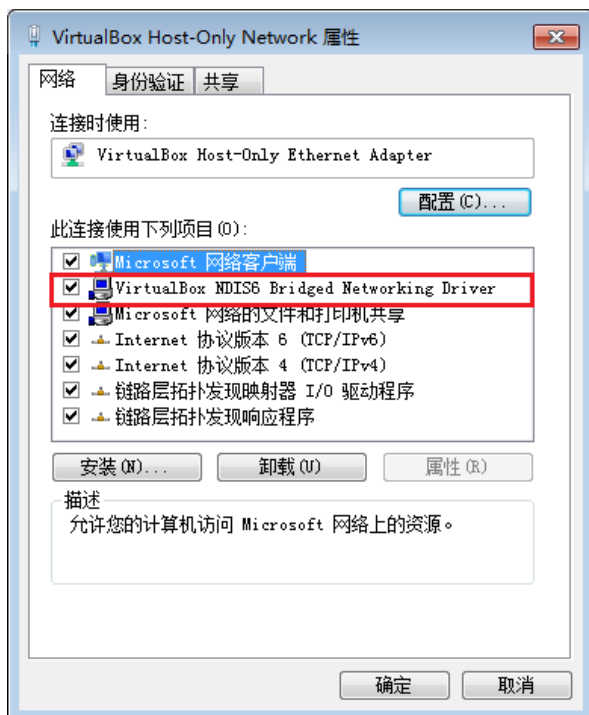 VirtualBox Host-Only Network 属性
网络 身份验证 共享
连接时使用:
VirtualBox Host-Only Ethernet Adapter
配置(C)...
此连接使用下列项目(O):
Microsoft 网络客户端
VirtualBox NDIS6 Bridged Networking Driver
Microsoft 网络的文件和打印机共享
Internet 协议版本 6 (TCP/IPv6)
Internet 协议版本 4 (TCP/IPv4)
链路层拓扑发现映射器 I/O 驱动程序
链路层拓扑发现响应程序
安装(N)... 卸载(U) 属性(R)
描述
允许您的计算机访问 Microsoft 网络上的资源。
确定 取消